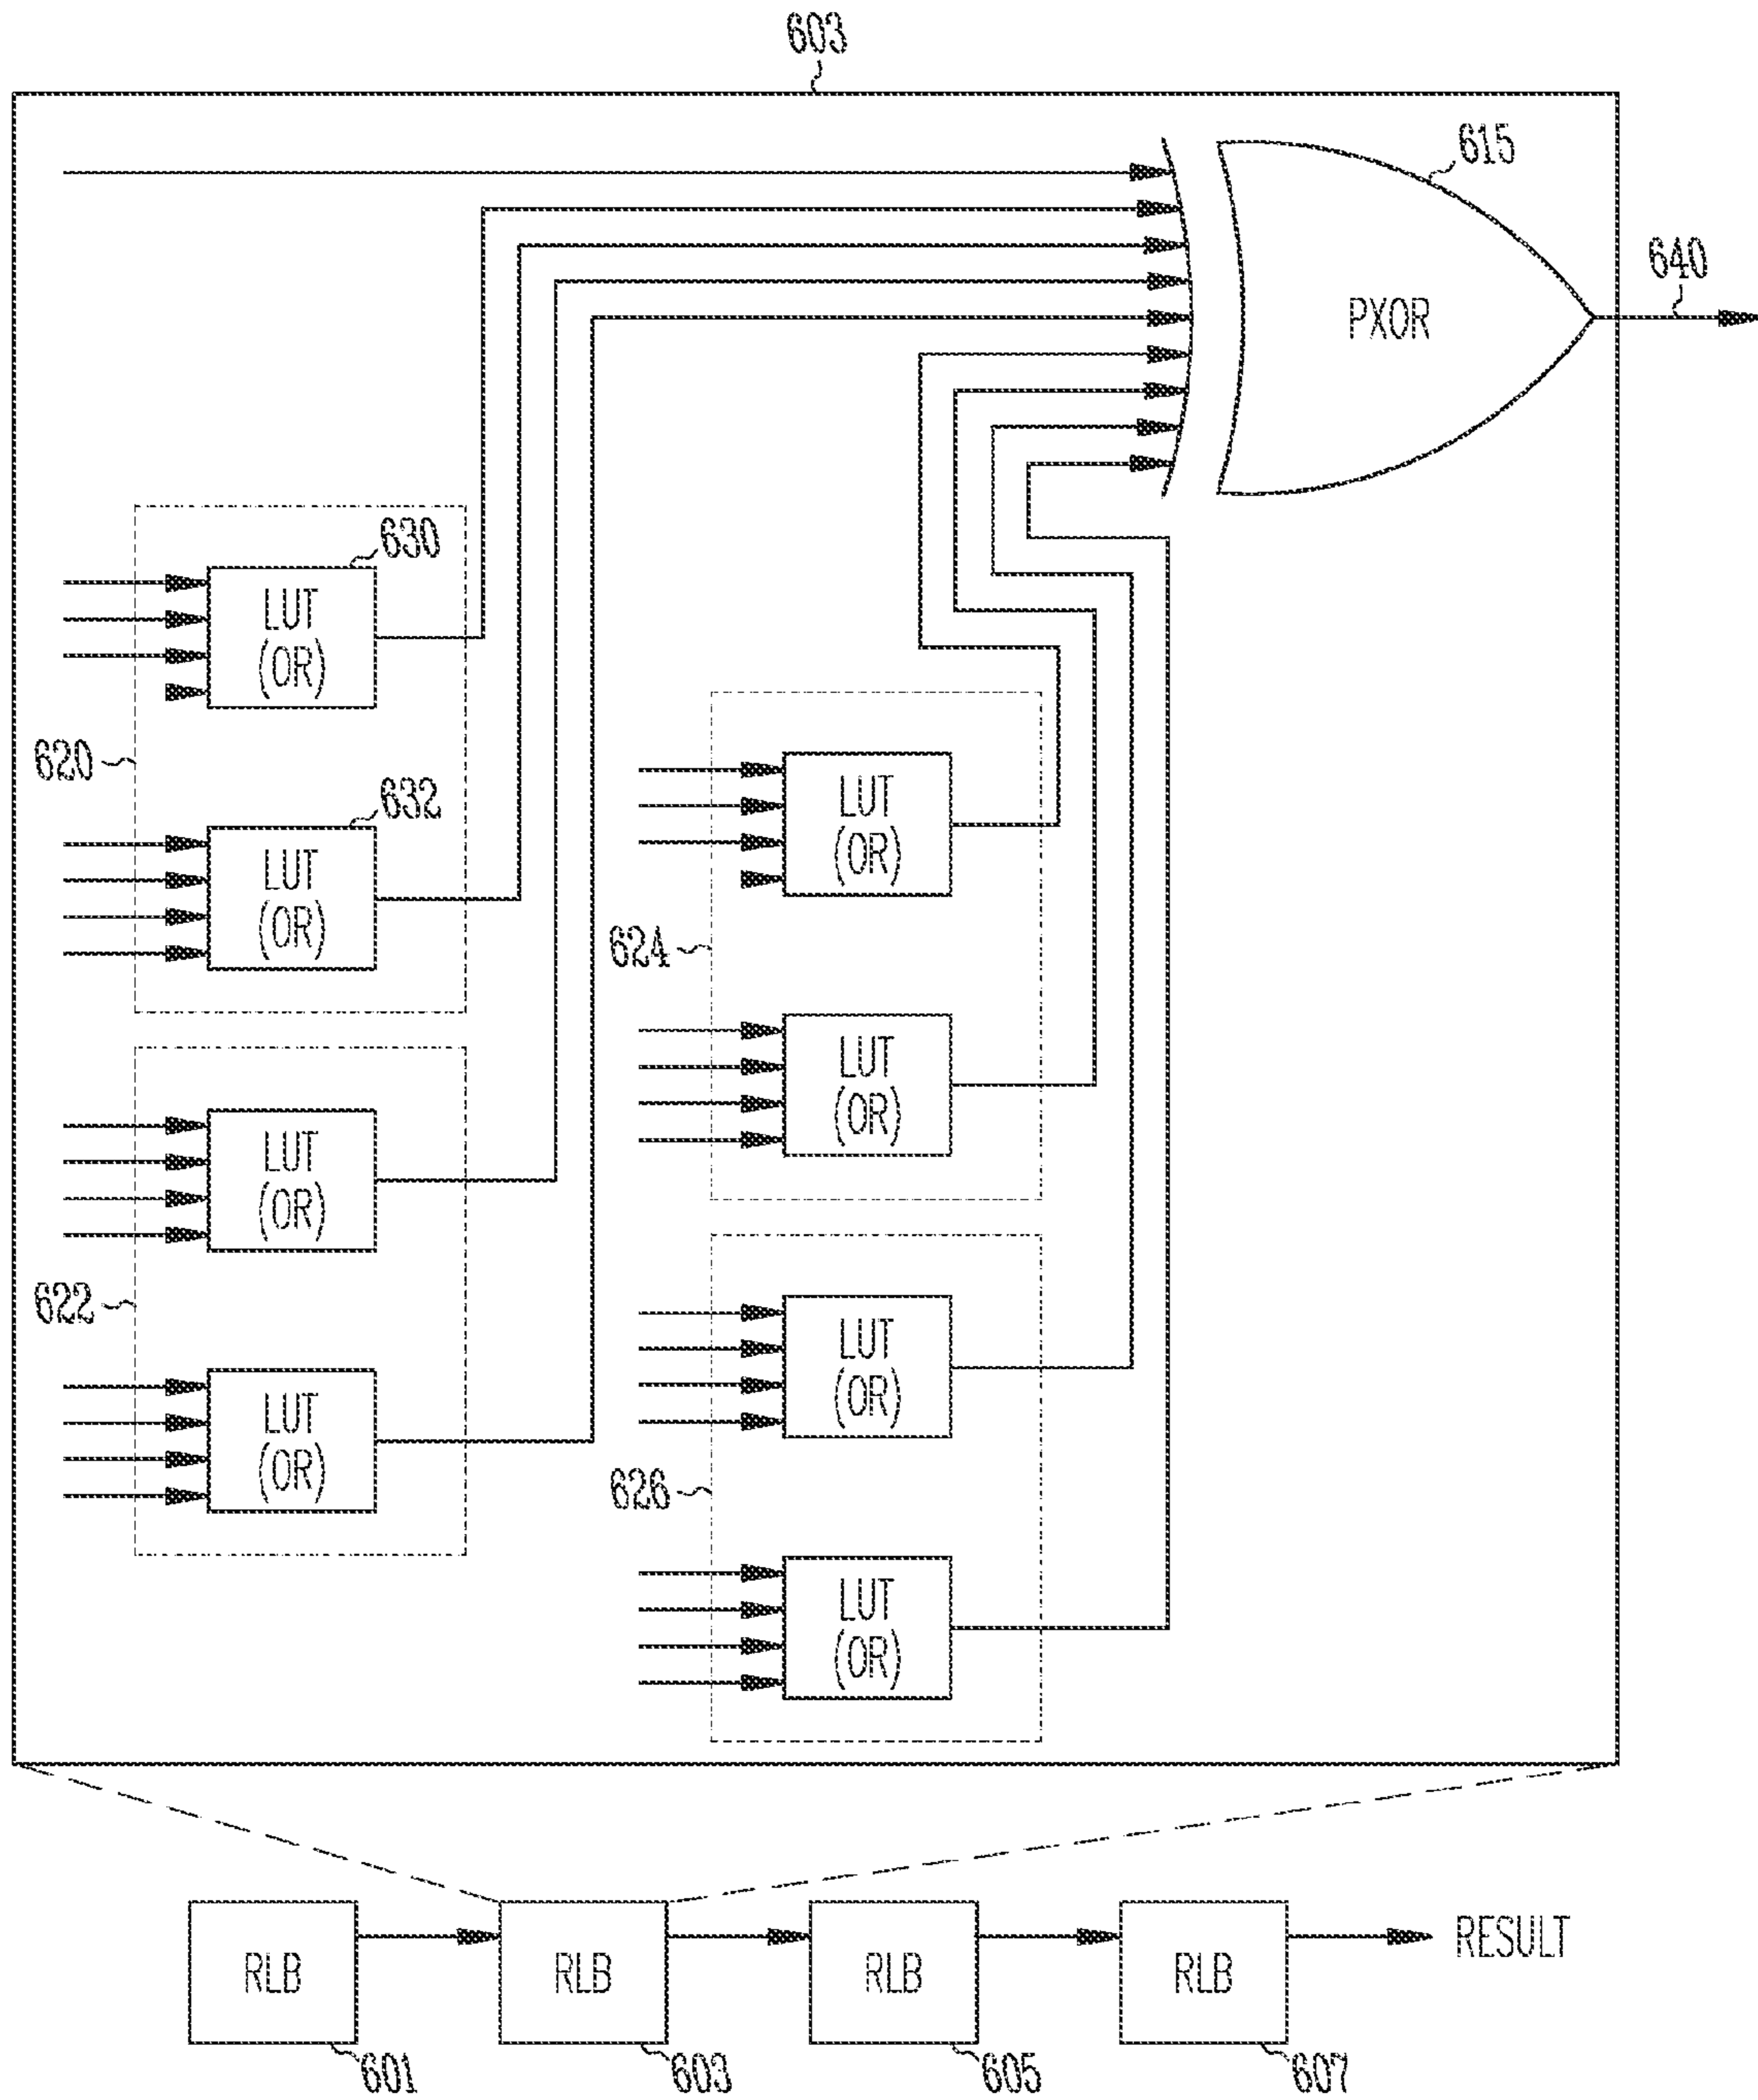 603
615
640
PXOR
630
LUT
(OR)
620
632
LUT
(OR)
LUT
(OR)
624
LUT
(OR)
LUT
(OR)
622
LUT
(OR)
LUT
(OR)
626
LUT
(OR)
RLB
RLB
RLB
RLB
RESULT
601
603
605
607